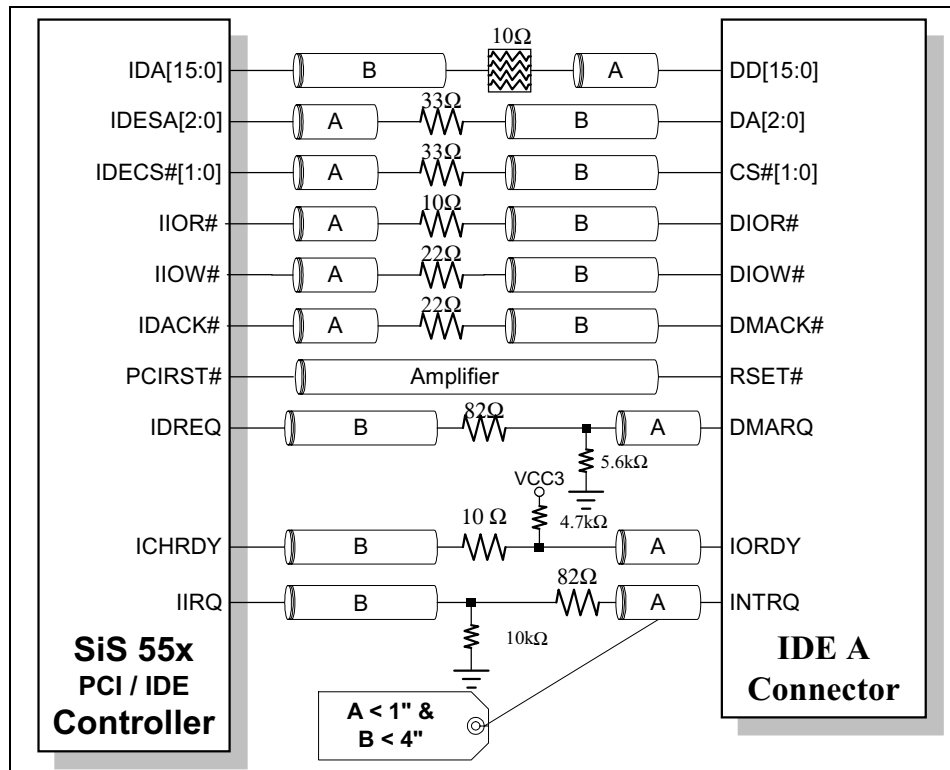 10Ω
IDA[15:0] B A DD[15:0]
33Ω
IDESA[2:0] A B DA[2:0]
33Ω
IDECS#[1:0] A B CS#[1:0]
10Ω
IIOR# A B DIOR#
22Ω
IIOW# A B DIOW#
22Ω
IDACK# A B DMACK#
PCIRST# Amplifier RSET#
82Ω
IDREQ B A DMARQ
5.6kΩ
VCC3
10 Ω 4.7kΩ
ICHRDY B A IORDY
82Ω
IIRQ B A INTRQ
10kΩ
SiS 55x
PCI / IDE
Controller
IDE A
Connector
A < 1" &
B < 4"